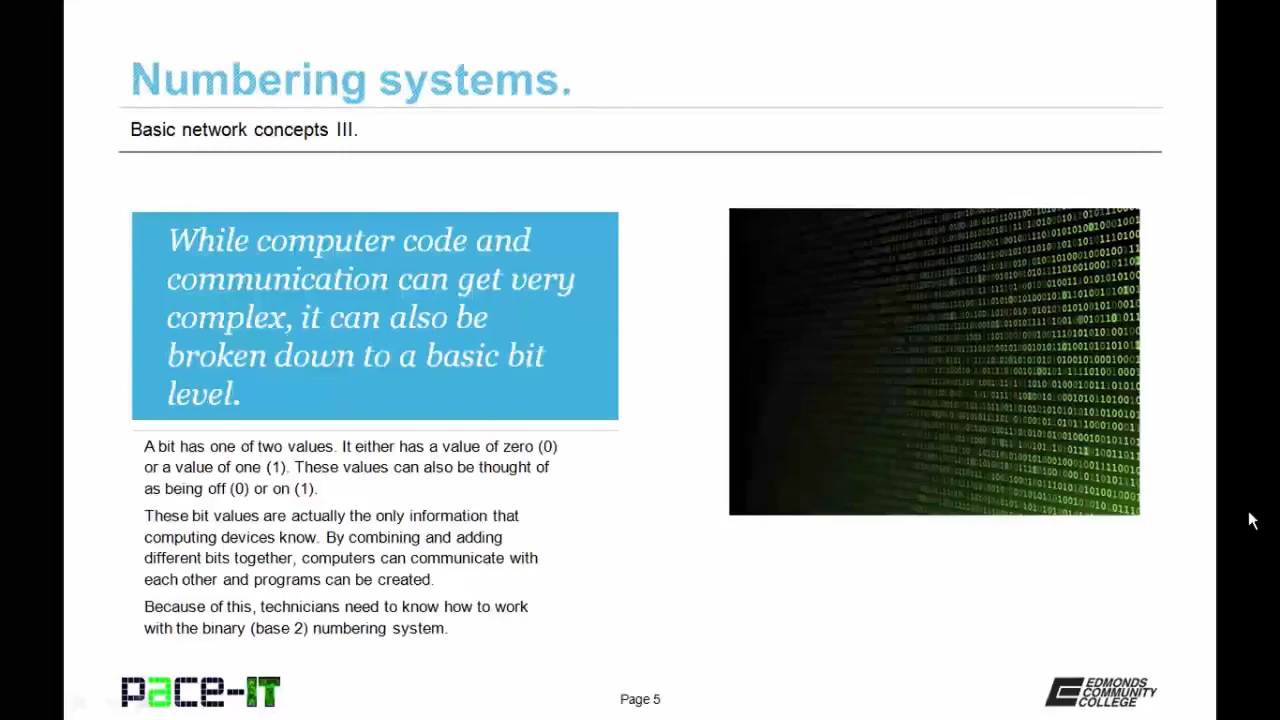 Numbering systems.
Basic network concepts III.
While computer code and
communication can get very
complex, it can also be
broken down to a basic bit
level.
A bit has one of two values. It either has a value of zero (0)
or a value of one (1). These values can also be thought of
as being off (0) or on (1).
These bit values are actually the only information that
computing devices know. By combining and adding
different bits together, computers can communicate with
each other and programs can be created.
Because of this, technicians need to know how to work
with the binary (base 2) numbering system.
pace-IT
Page 5
EDMONDS
COMMUNITY
COLLEGE